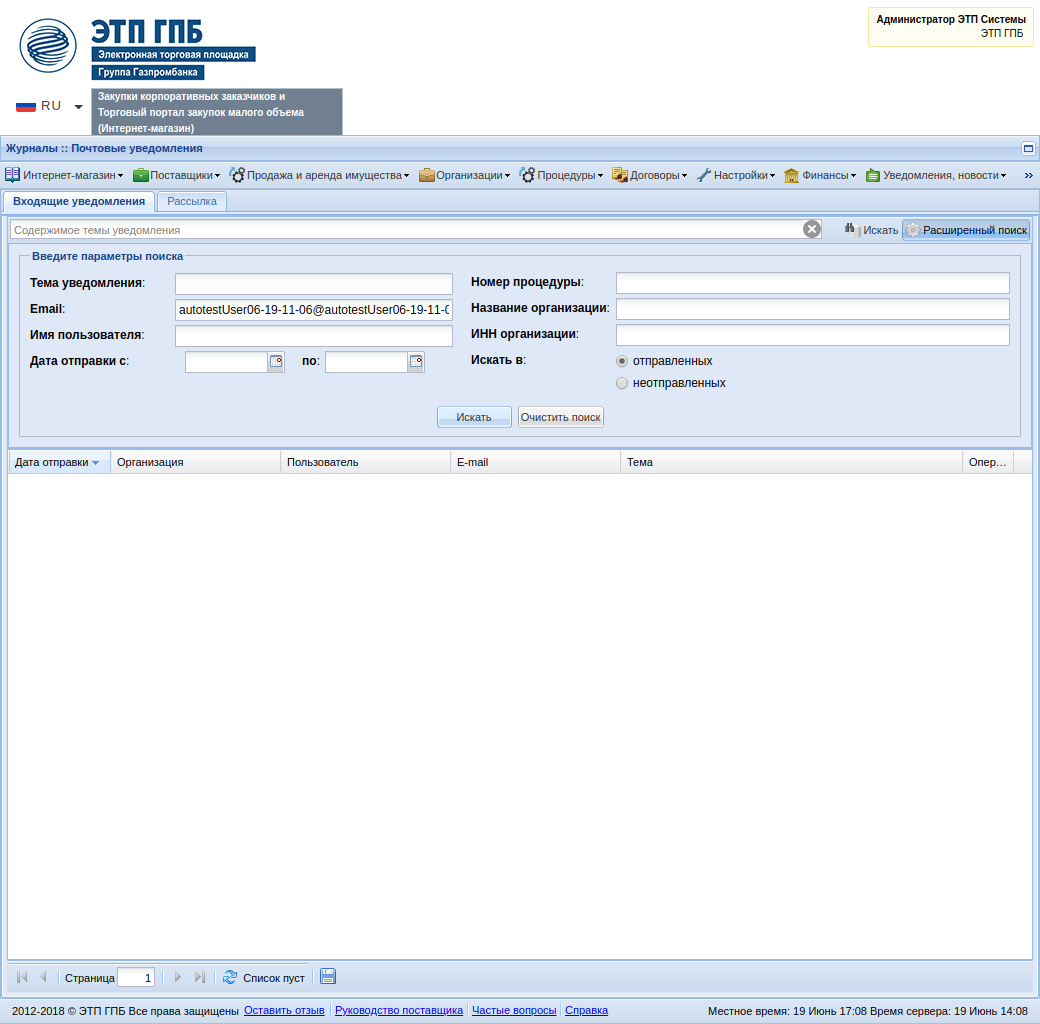 Администратор ЭТП Системы
ЭТП ГПБ
ЭТП ГПБ
Электронная торговая площадка
Группа Газпромбанка
RU
Закупки корпоративных заказчиков и
Торговый портал закупок малого объема
(Интернет-магазин)
Журналы :: Почтовые уведомления
Интернет-магазин Поставщики Продажа и аренда имущества Организации Процедуры Договоры Настройки Финансы Уведомления, новости »
Входящие уведомления Рассылка
Содержимое темы уведомления Искать Расширенный поиск
Введите параметры поиска
Тема уведомления: Номер процедуры:
Email: autotestUser06-19-11-06@autotestUser06-19-11-0 Название организации:
Имя пользователя: ИНН организации:
Дата отправки с: по: Искать в: отправленных
неотправленных
Искать Очистить поиск
Дата отправки Организация Пользователь E-mail Тема Опер...
Страница 1 Список пуст
2012-2018 © ЭТП ГПБ Все права защищены Оставить отзыв Руководство поставщика Частые вопросы Справка Местное время: 19 Июнь 17:08 Время сервера: 19 Июнь 14:08